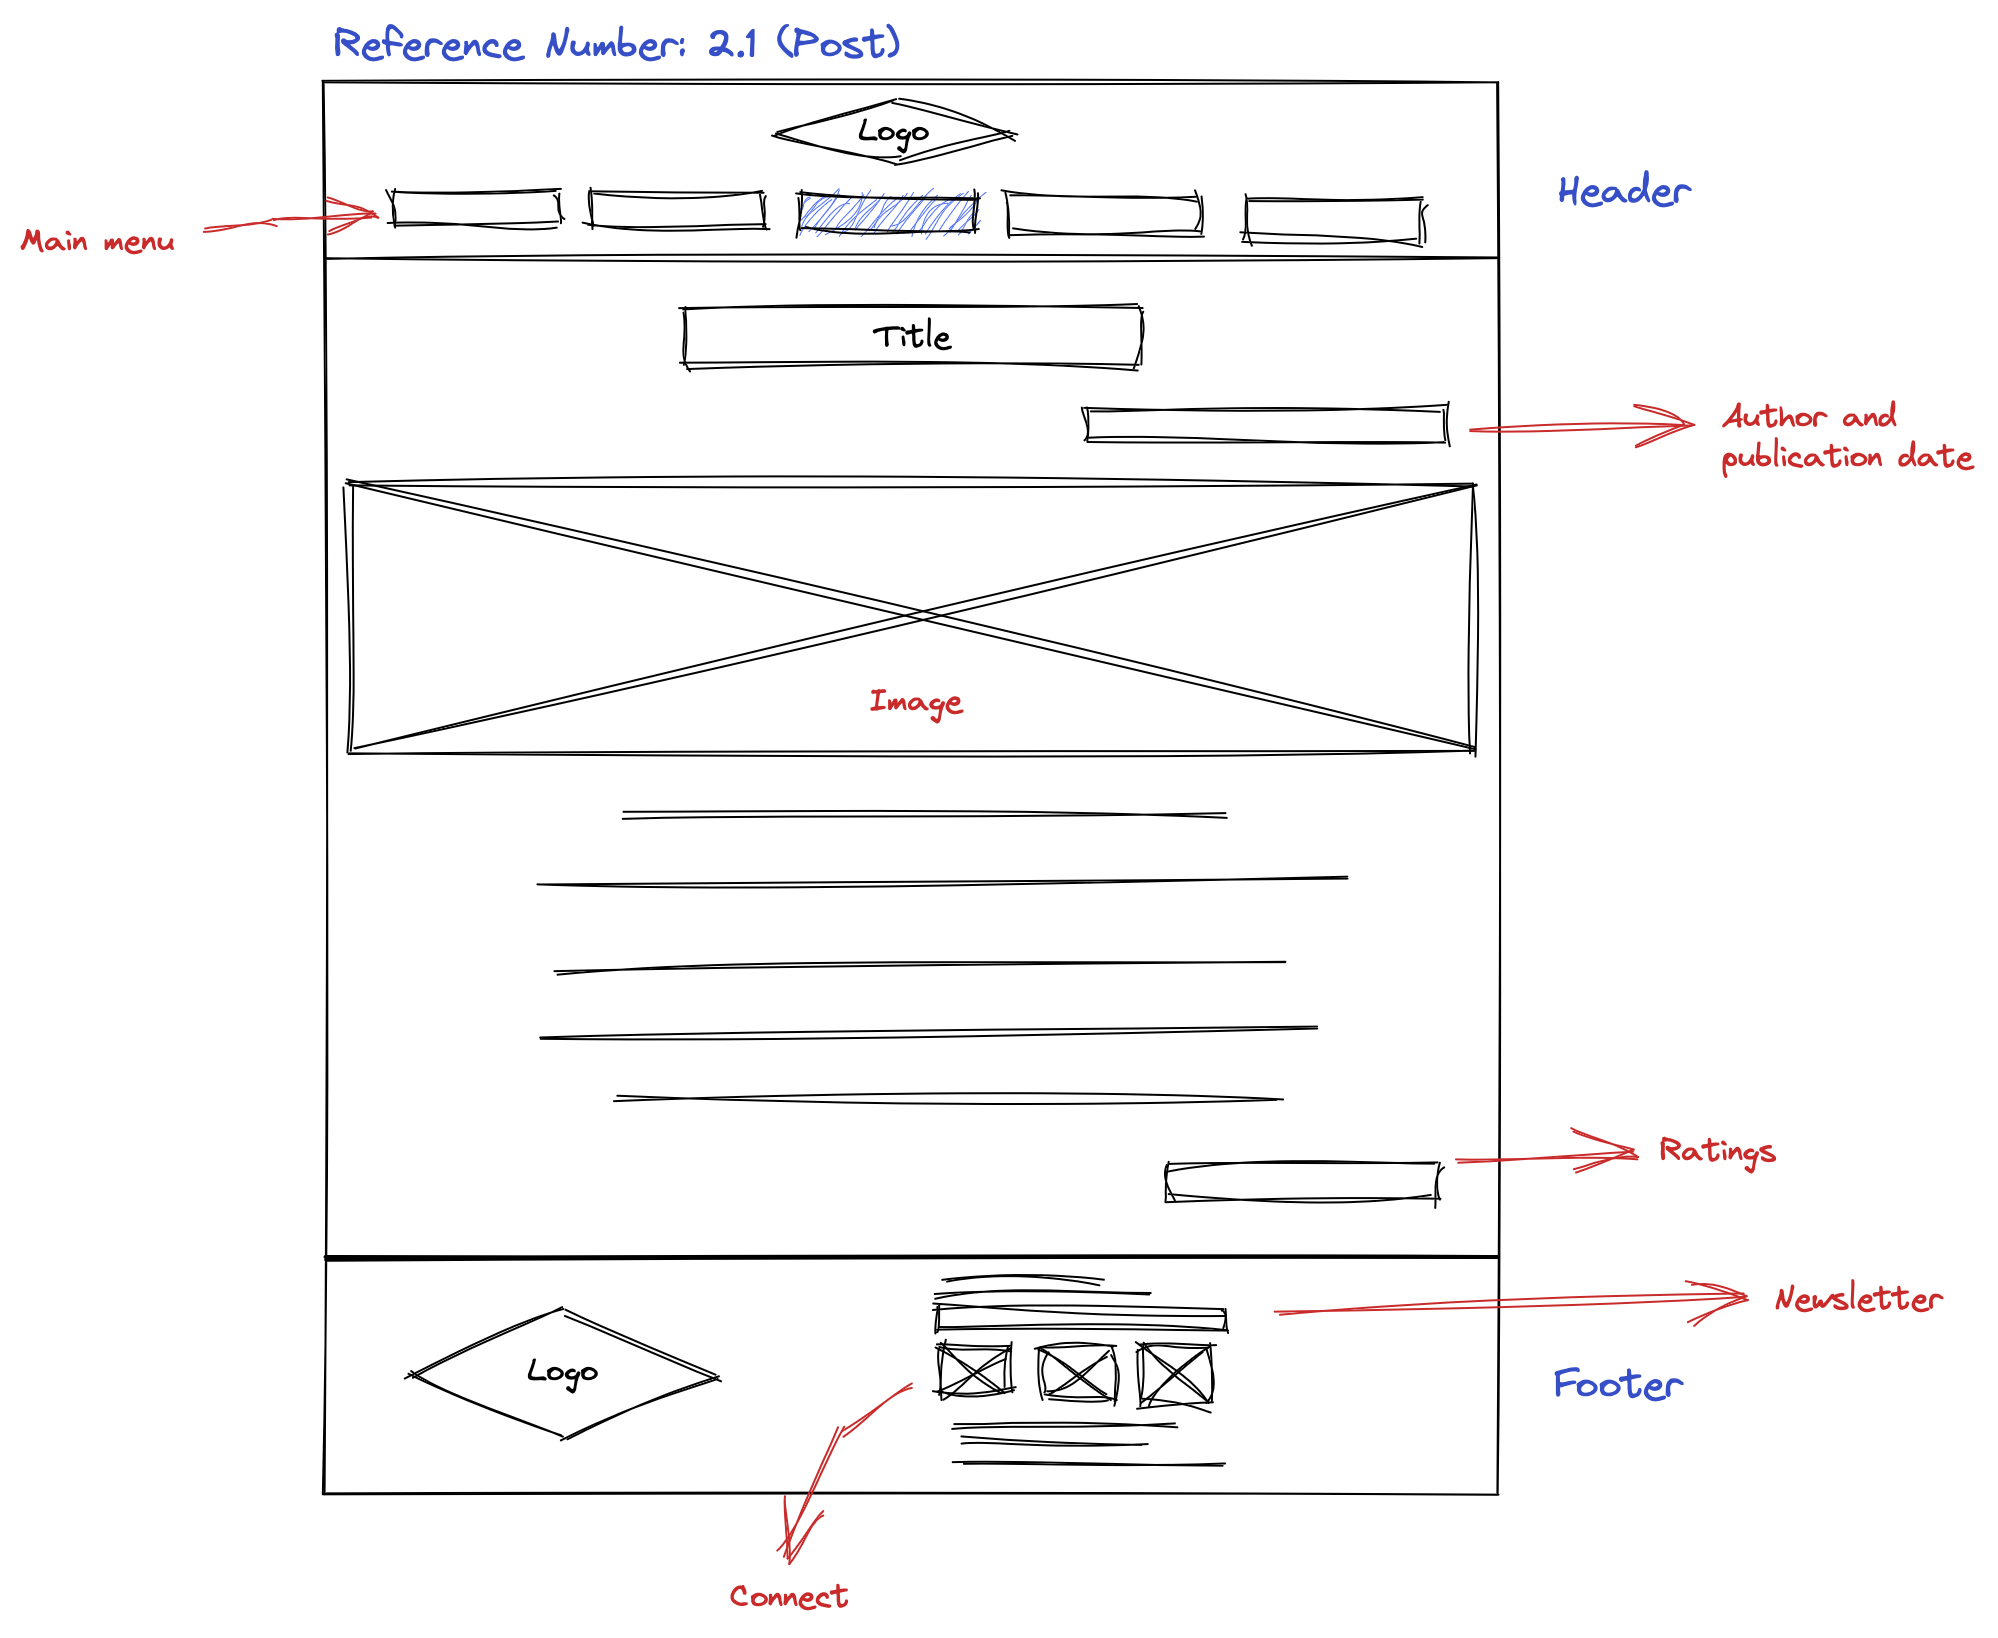 Reference Number: 2.1 (Post)
Logo
Header
Main menu
Title
Author and
publication date
Image
Ratings
Newsletter
Logo
Footer
Connect